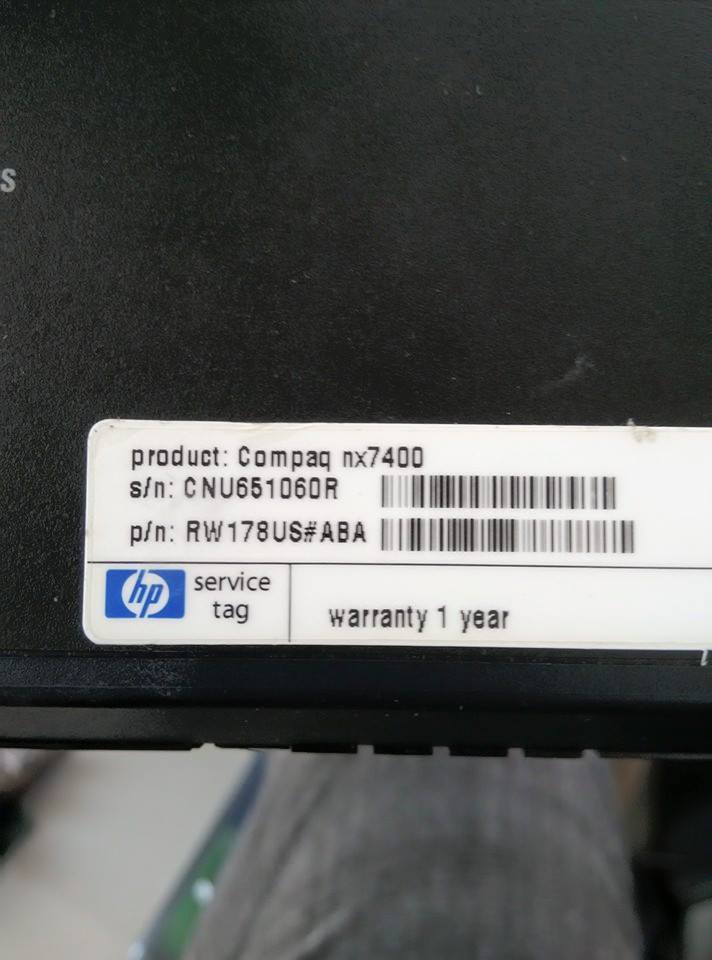 s
product: Compaq nx7400
s/n: CNU651060R
p/n: RW178US#ABA
hp
service
tag
warranty 1 year